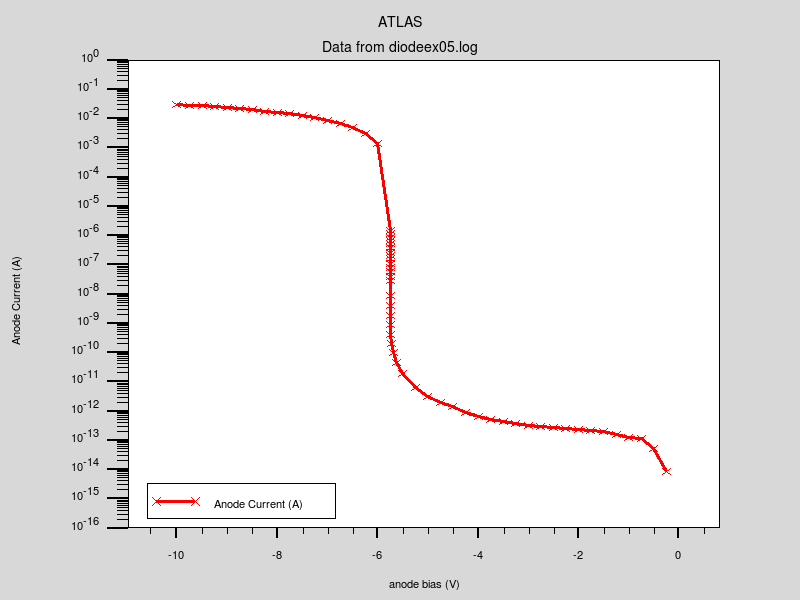 ATLAS
Data from diodeex05.log
10^0
10^-1
10^-2
10^-3
10^-4
10^-5
10^-6
10^-7
10^-8
10^-9
10^-10
10^-11
10^-12
10^-13
10^-14
10^-15
10^-16
Anode Current (A)
Anode Current (A)
-10 -8 -6 -4 -2 0
anode bias (V)